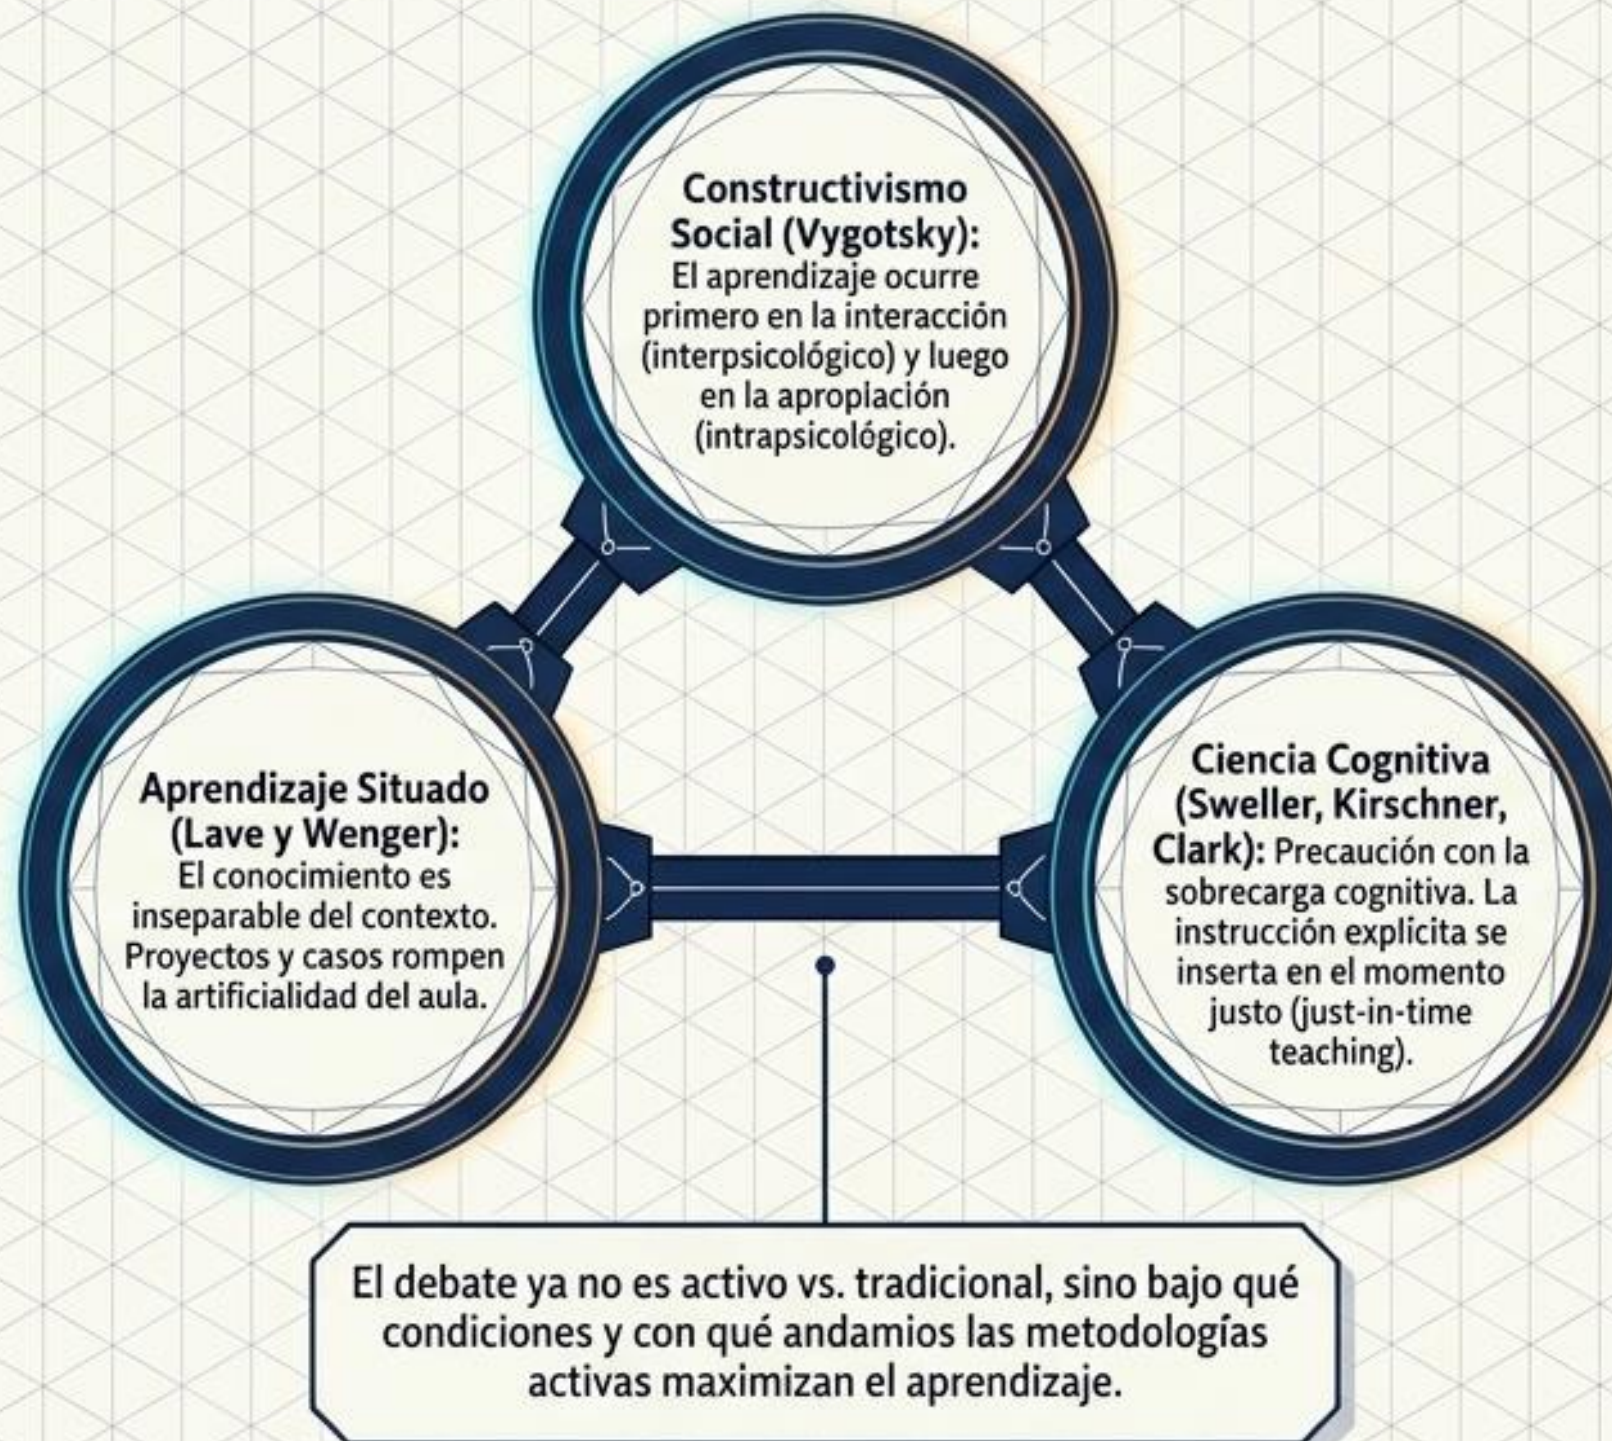 Constructivismo
Social (Vygotsky):
El aprendizaje ocurre
primero en la interacción
(interpsicológico) y luego
en la apropiación
(intrapsicológico).
Aprendizaje Situado
(Lave y Wenger):
El conocimiento es
inseparable del contexto.
Proyectos y casos rompen
la artificialidad del aula.
Ciencia Cognitiva
(Sweller, Kirschner,
Clark): Precaución con la
sobrecarga cognitiva. La
instrucción explícita se
inserta en el momento
justo (just-in-time
teaching).
El debate ya no es activo vs. tradicional, sino bajo qué
condiciones y con qué andamios las metodologías
activas maximizan el aprendizaje.